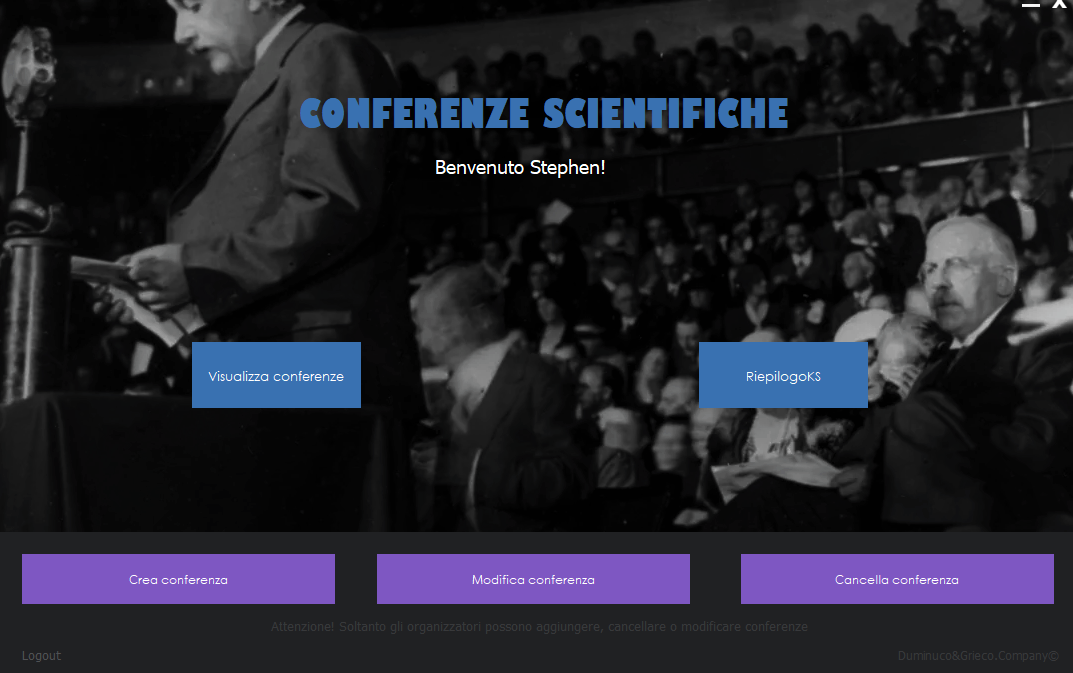 X
CONFERENZE SCIENTIFICHE
Benvenuto Stephen!
Visualizza conferenze
RiepilogoKS
Crea conferenza
Modifica conferenza
Cancella conferenza
Attenzione! Soltanto gli organizzatori possono aggiungere, cancellare o modificare conferenze
Logout
Duminuco&Grieco.Company©